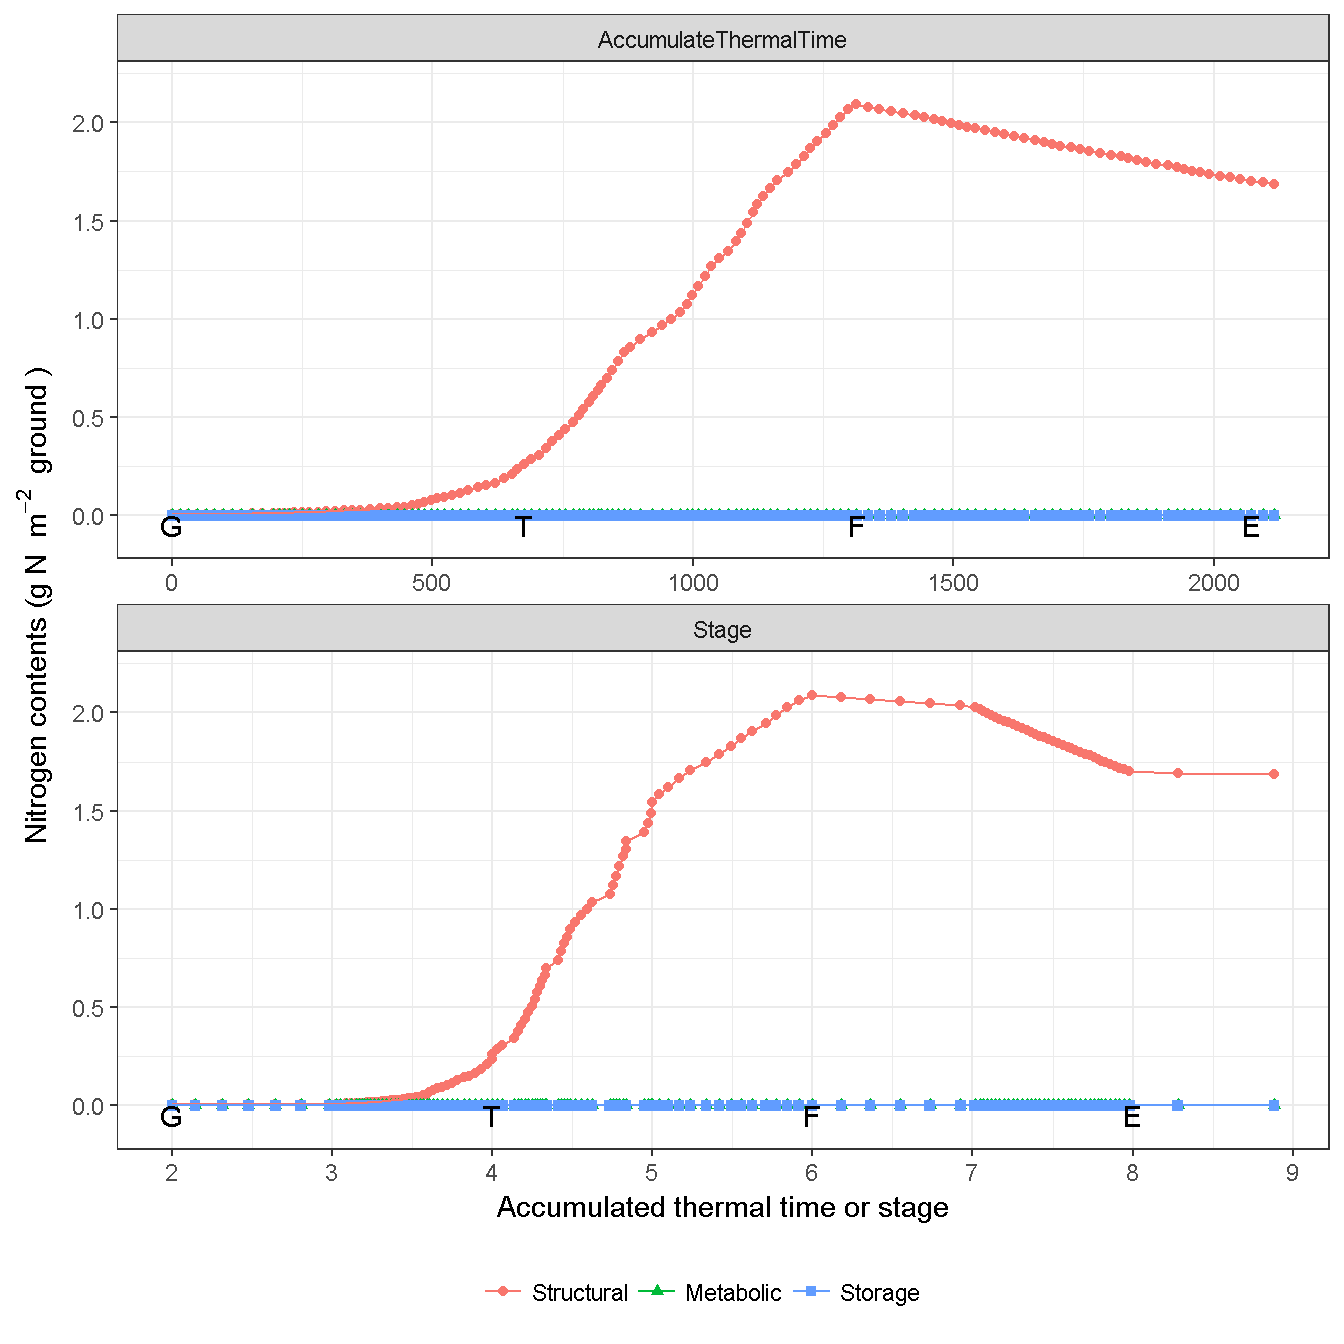 AccumulateThermalTime
2.0
1.5
1.0
0.5
0.0
G T F E
0 500 1000 1500 2000
Stage
2.0
1.5
1.0
0.5
0.0
G T F E
2 3 4 5 6 7 8 9
Nitrogen contents (g N m⁻² ground )
Accumulated thermal time or stage
Structural Metabolic Storage